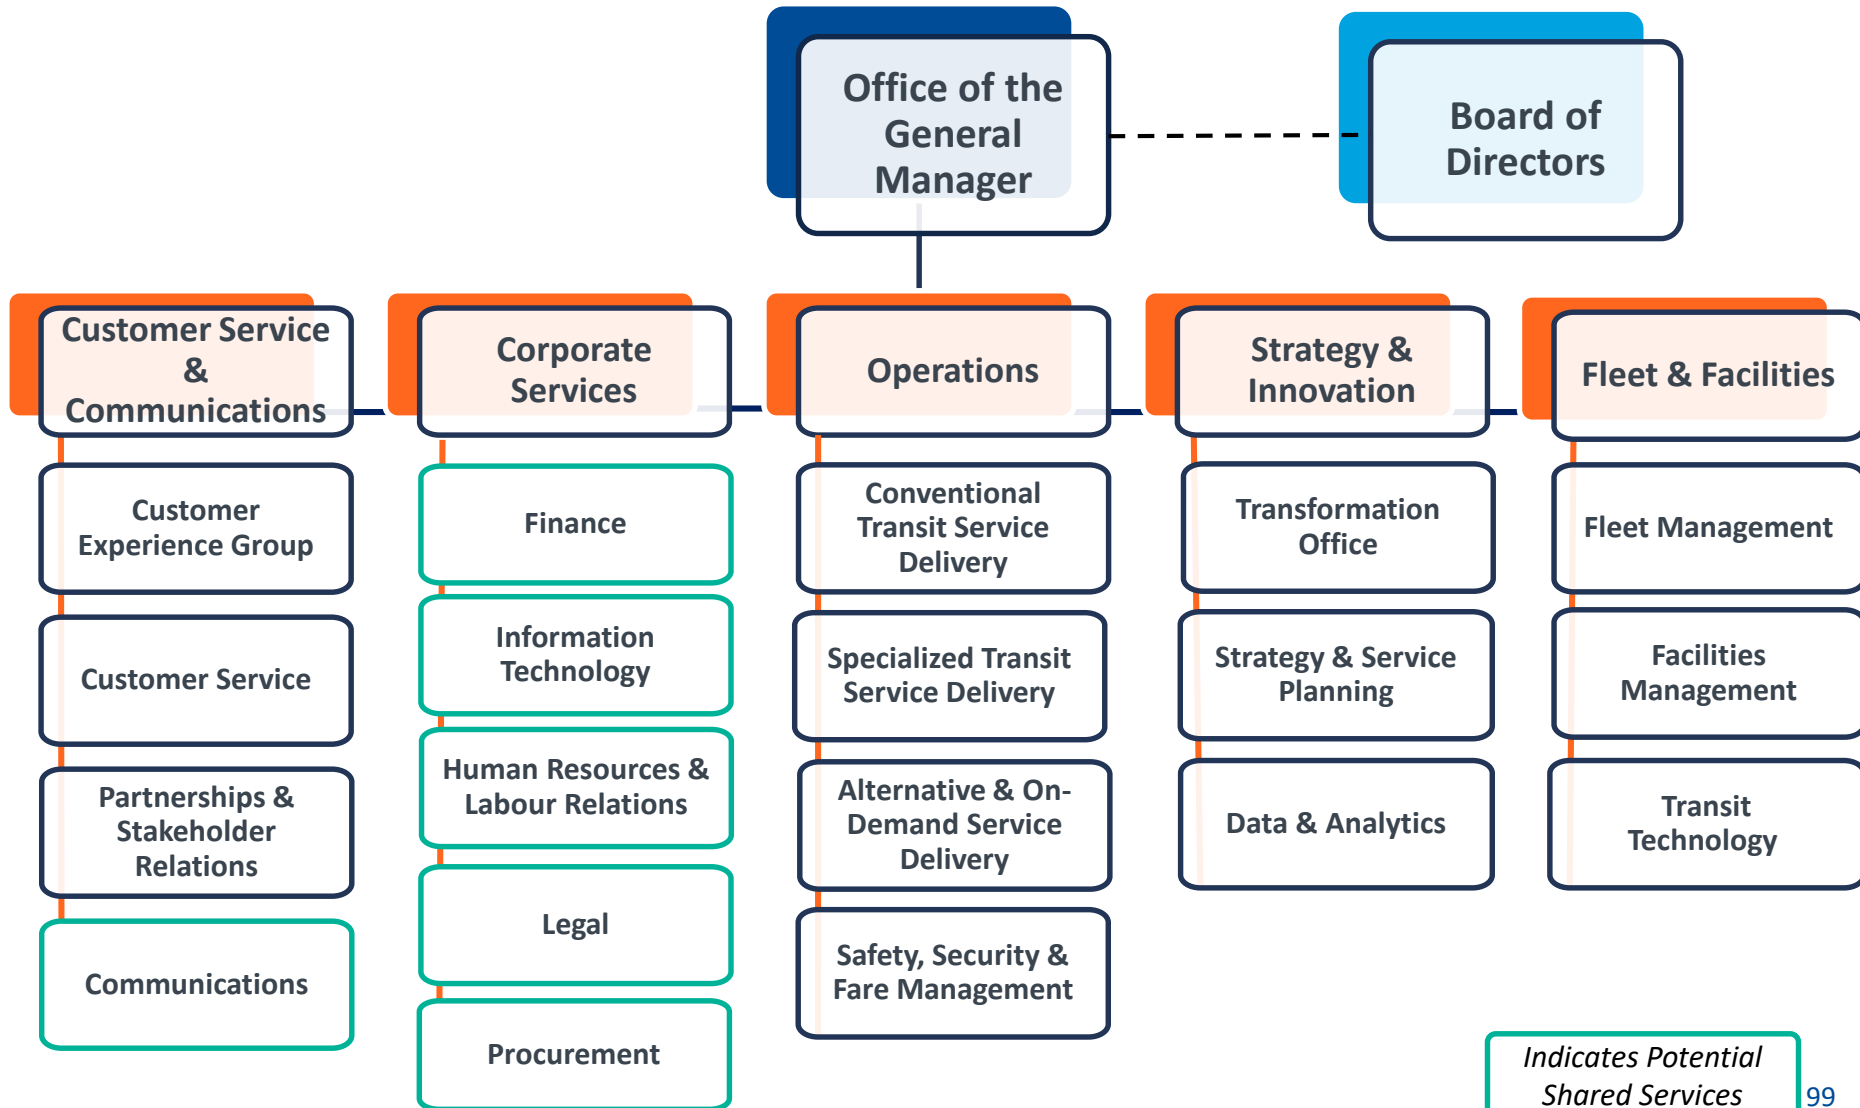 Office of the
General
Manager
Board of
Directors
Customer Service
&
Communications
Corporate
Services
Operations
Strategy &
Innovation
Fleet & Facilities
Customer
Experience Group
Customer Service
Partnerships &
Stakeholder
Relations
Communications
Finance
Information
Technology
Human Resources &
Labour Relations
Legal
Procurement
Conventional
Transit Service
Delivery
Specialized Transit
Service Delivery
Alternative & On-
Demand Service
Delivery
Safety, Security &
Fare Management
Transformation
Office
Strategy & Service
Planning
Data & Analytics
Fleet Management
Facilities
Management
Transit
Technology
Indicates Potential
Shared Services
99